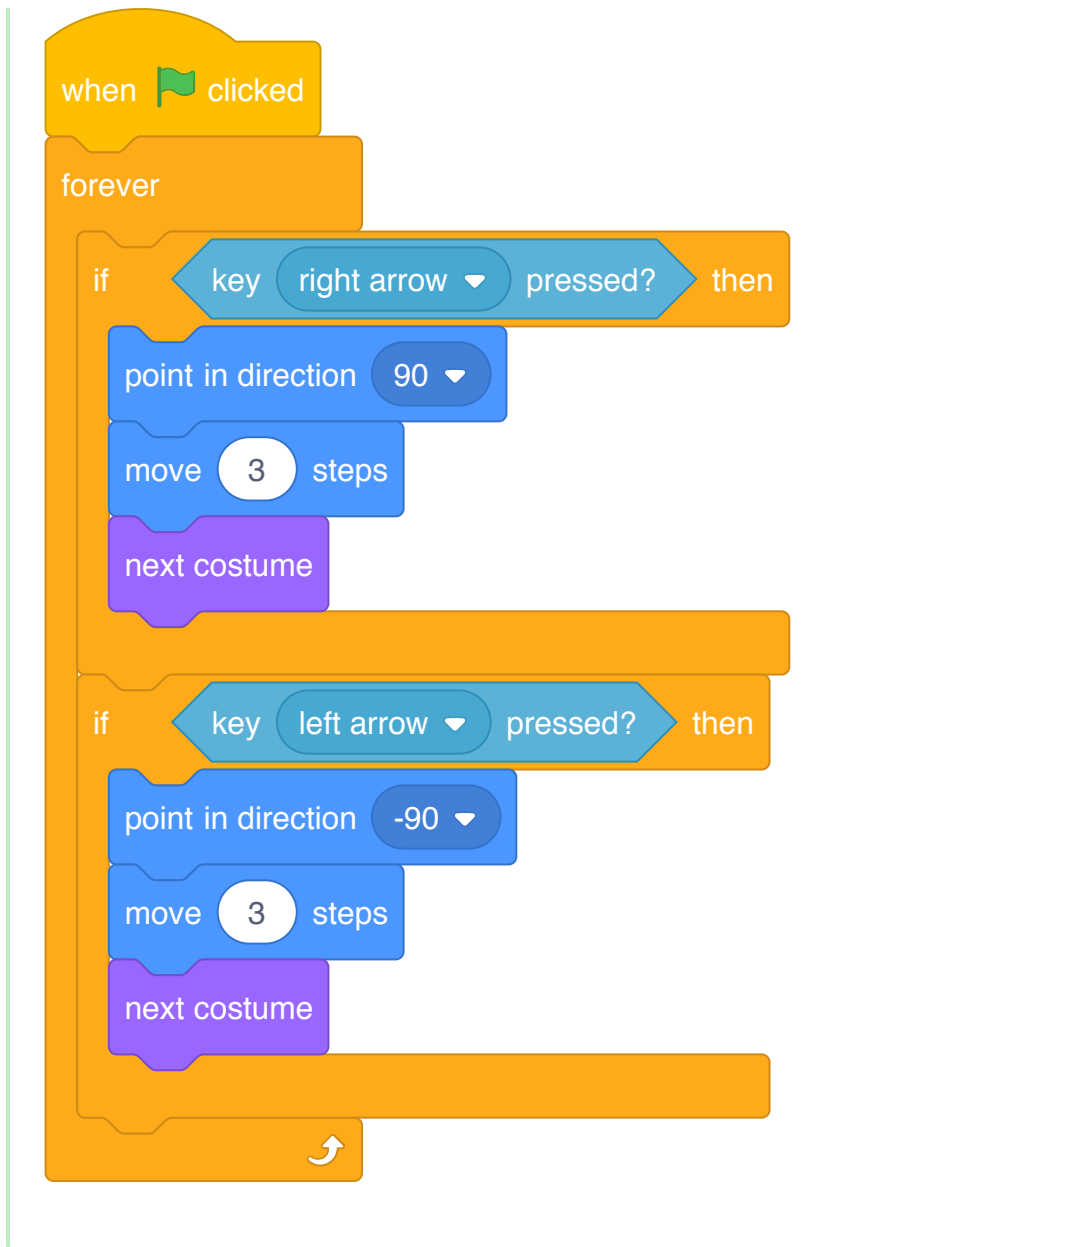 when clicked
forever
if key right arrow pressed? then
point in direction 90
move 3 steps
next costume
if key left arrow pressed? then
point in direction -90
move 3 steps
next costume